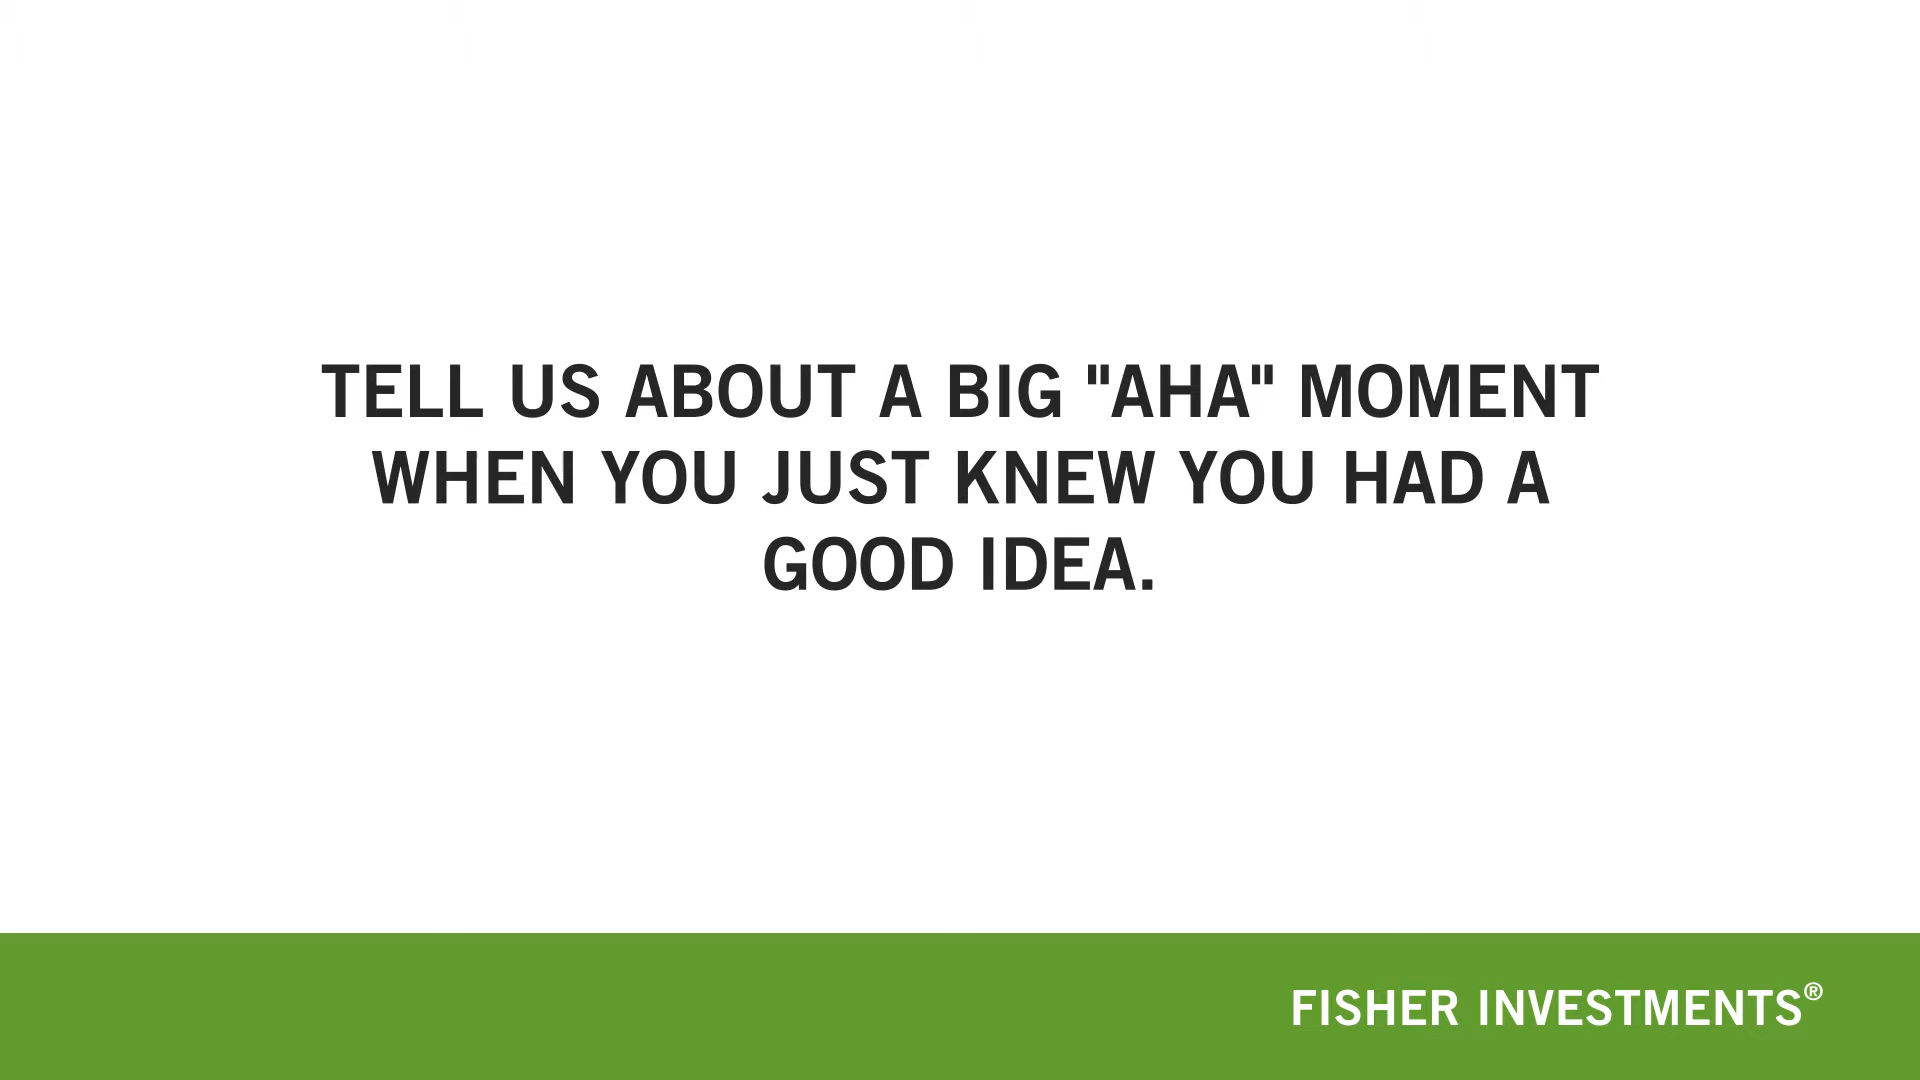 TELL US ABOUT A BIG "AHA" MOMENT
WHEN YOU JUST KNEW YOU HAD A
GOOD IDEA.
FISHER INVESTMENTS®